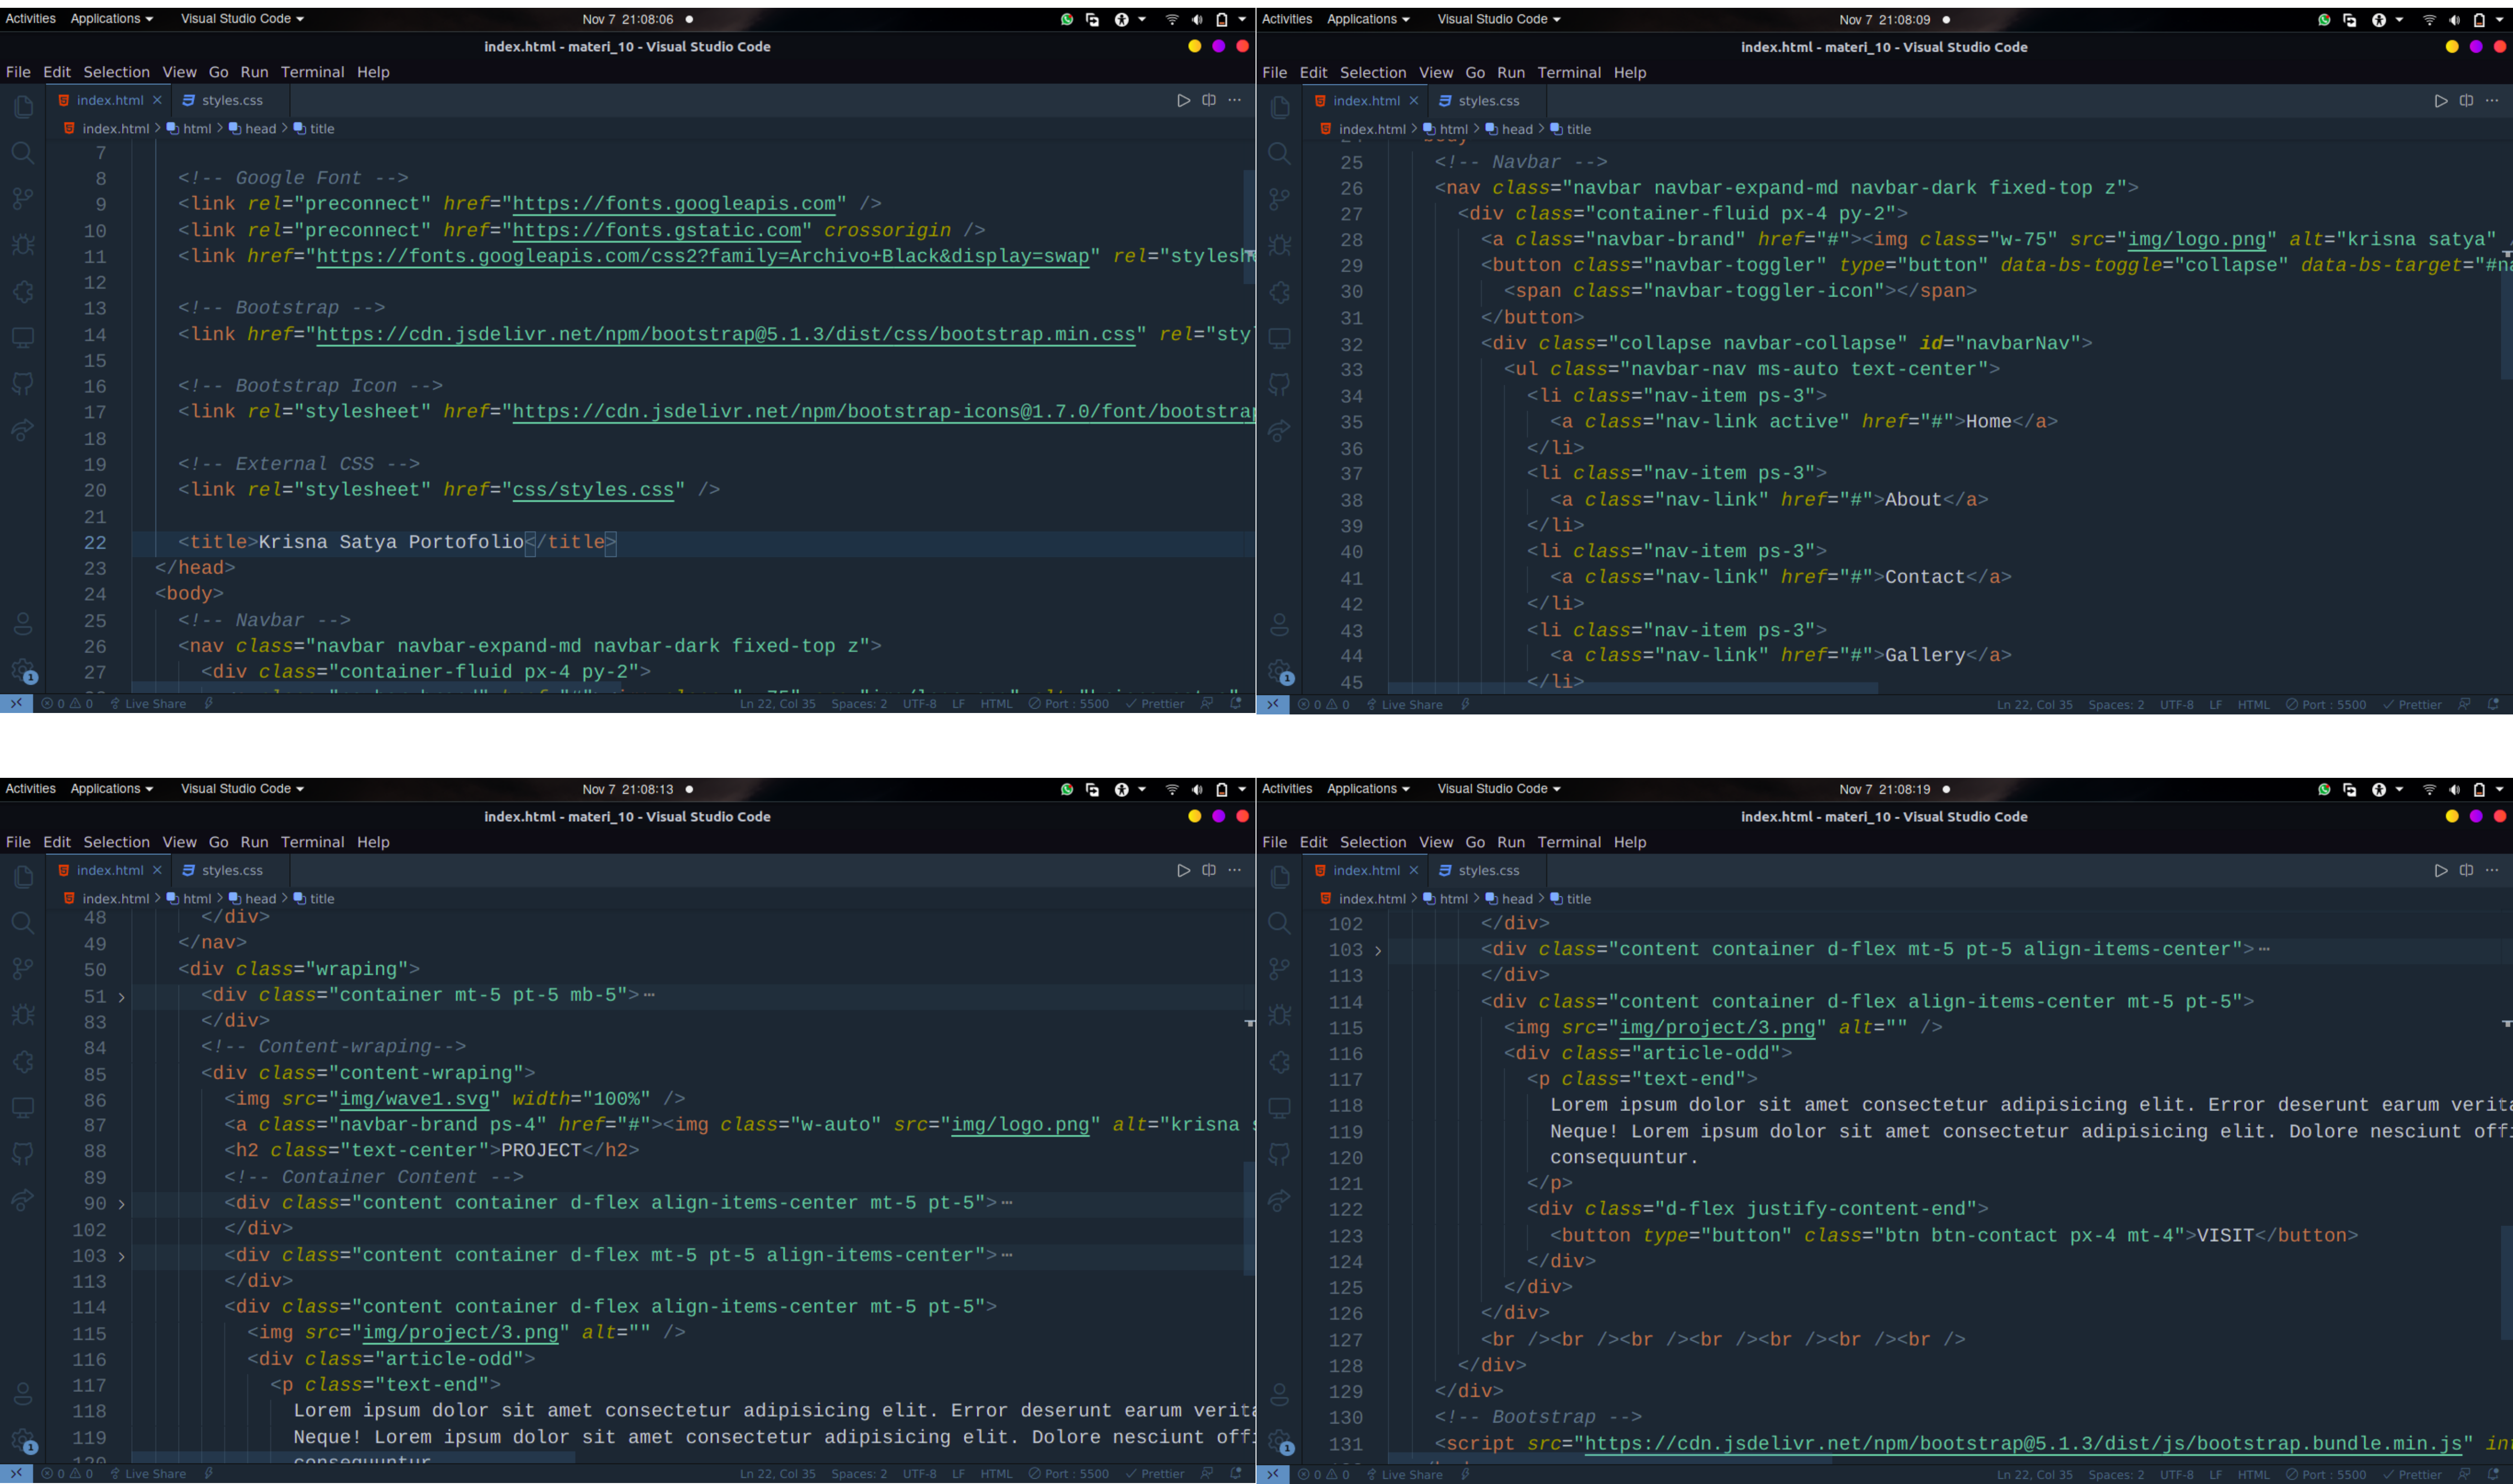 Activities Applications Visual Studio Code Nov 7 21:08:06
index.html - materi_10 - Visual Studio Code
File Edit Selection View Go Run Terminal Help
index.html styles.css
index.html > html > head > title
7
8 <!-- Google Font -->
9 <link rel="preconnect" href="https://fonts.googleapis.com" />
10 <link rel="preconnect" href="https://fonts.gstatic.com" crossorigin />
11 <link href="https://fonts.googleapis.com/css2?family=Archivo+Black&display=swap" rel="stylesh
12
13 <!-- Bootstrap -->
14 <link href="https://cdn.jsdelivr.net/npm/bootstrap@5.1.3/dist/css/bootstrap.min.css" rel="sty
15
16 <!-- Bootstrap Icon -->
17 <link rel="stylesheet" href="https://cdn.jsdelivr.net/npm/bootstrap-icons@1.7.0/font/bootstrap
18
19 <!-- External CSS -->
20 <link rel="stylesheet" href="css/styles.css" />
21
22 <title>Krisna Satya Portofolio</title>
23 </head>
24 <body>
25 <!-- Navbar -->
26 <nav class="navbar navbar-expand-md navbar-dark fixed-top z">
27 <div class="container-fluid px-4 py-2">
0 0 Live Share Ln 22, Col 35 Spaces: 2 UTF-8 LF HTML Port : 5500 Prettier
Activities Applications Visual Studio Code Nov 7 21:08:09
index.html - materi_10 - Visual Studio Code
File Edit Selection View Go Run Terminal Help
index.html styles.css
index.html > html > head > title
25 <!-- Navbar -->
26 <nav class="navbar navbar-expand-md navbar-dark fixed-top z">
27 <div class="container-fluid px-4 py-2">
28 <a class="navbar-brand" href="#"><img class="w-75" src="img/logo.png" alt="krisna satya" /
29 <button class="navbar-toggler" type="button" data-bs-toggle="collapse" data-bs-target="#na
30 <span class="navbar-toggler-icon"></span>
31 </button>
32 <div class="collapse navbar-collapse" id="navbarNav">
33 <ul class="navbar-nav ms-auto text-center">
34 <li class="nav-item ps-3">
35 <a class="nav-link active" href="#">Home</a>
36 </li>
37 <li class="nav-item ps-3">
38 <a class="nav-link" href="#">About</a>
39 </li>
40 <li class="nav-item ps-3">
41 <a class="nav-link" href="#">Contact</a>
42 </li>
43 <li class="nav-item ps-3">
44 <a class="nav-link" href="#">Gallery</a>
45 </li>
0 0 Live Share Ln 22, Col 35 Spaces: 2 UTF-8 LF HTML Port : 5500 Prettier
Activities Applications Visual Studio Code Nov 7 21:08:13
index.html - materi_10 - Visual Studio Code
File Edit Selection View Go Run Terminal Help
index.html styles.css
index.html > html > head > title
48 </div>
49 </nav>
50 <div class="wraping">
51 > <div class="container mt-5 pt-5 mb-5">…
83 </div>
84 <!-- Content-wraping-->
85 <div class="content-wraping">
86 <img src="img/wave1.svg" width="100%" />
87 <a class="navbar-brand ps-4" href="#"><img class="w-auto" src="img/logo.png" alt="krisna s
88 <h2 class="text-center">PROJECT</h2>
89 <!-- Container Content -->
90 > <div class="content container d-flex align-items-center mt-5 pt-5">…
102 </div>
103 > <div class="content container d-flex mt-5 pt-5 align-items-center">…
113 </div>
114 <div class="content container d-flex align-items-center mt-5 pt-5">
115 <img src="img/project/3.png" alt="" />
116 <div class="article-odd">
117 <p class="text-end">
118 Lorem ipsum dolor sit amet consectetur adipisicing elit. Error deserunt earum verita
119 Neque! Lorem ipsum dolor sit amet consectetur adipisicing elit. Dolore nesciunt offi
0 0 Live Share Ln 22, Col 35 Spaces: 2 UTF-8 LF HTML Port : 5500 Prettier
Activities Applications Visual Studio Code Nov 7 21:08:19
index.html - materi_10 - Visual Studio Code
File Edit Selection View Go Run Terminal Help
index.html styles.css
index.html > html > head > title
102 </div>
103 > <div class="content container d-flex mt-5 pt-5 align-items-center">…
113 </div>
114 <div class="content container d-flex align-items-center mt-5 pt-5">
115 <img src="img/project/3.png" alt="" />
116 <div class="article-odd">
117 <p class="text-end">
118 Lorem ipsum dolor sit amet consectetur adipisicing elit. Error deserunt earum verita
119 Neque! Lorem ipsum dolor sit amet consectetur adipisicing elit. Dolore nesciunt offi
120 consequuntur.
121 </p>
122 <div class="d-flex justify-content-end">
123 <button type="button" class="btn btn-contact px-4 mt-4">VISIT</button>
124 </div>
125 </div>
126 </div>
127 <br /><br /><br /><br /><br /><br /><br />
128 </div>
129 </div>
130 <!-- Bootstrap -->
131 <script src="https://cdn.jsdelivr.net/npm/bootstrap@5.1.3/dist/js/bootstrap.bundle.min.js" int
0 0 Live Share Ln 22, Col 35 Spaces: 2 UTF-8 LF HTML Port : 5500 Prettier